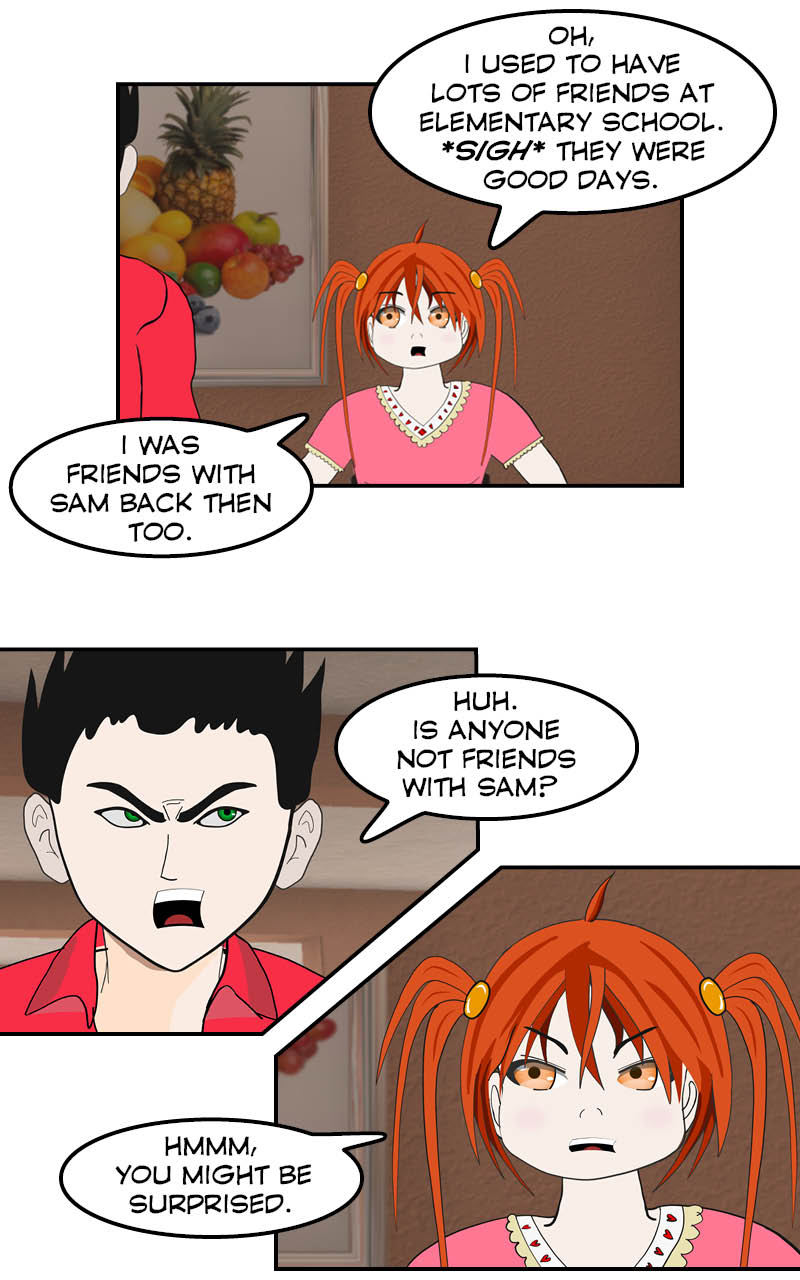 OH,
I USED TO HAVE
LOTS OF FRIENDS AT
ELEMENTARY SCHOOL.
*SIGH* THEY WERE
GOOD DAYS.
I WAS
FRIENDS WITH
SAM BACK THEN
TOO.
HUH.
IS ANYONE
NOT FRIENDS
WITH SAM?
HMMM,
YOU MIGHT BE
SURPRISED.